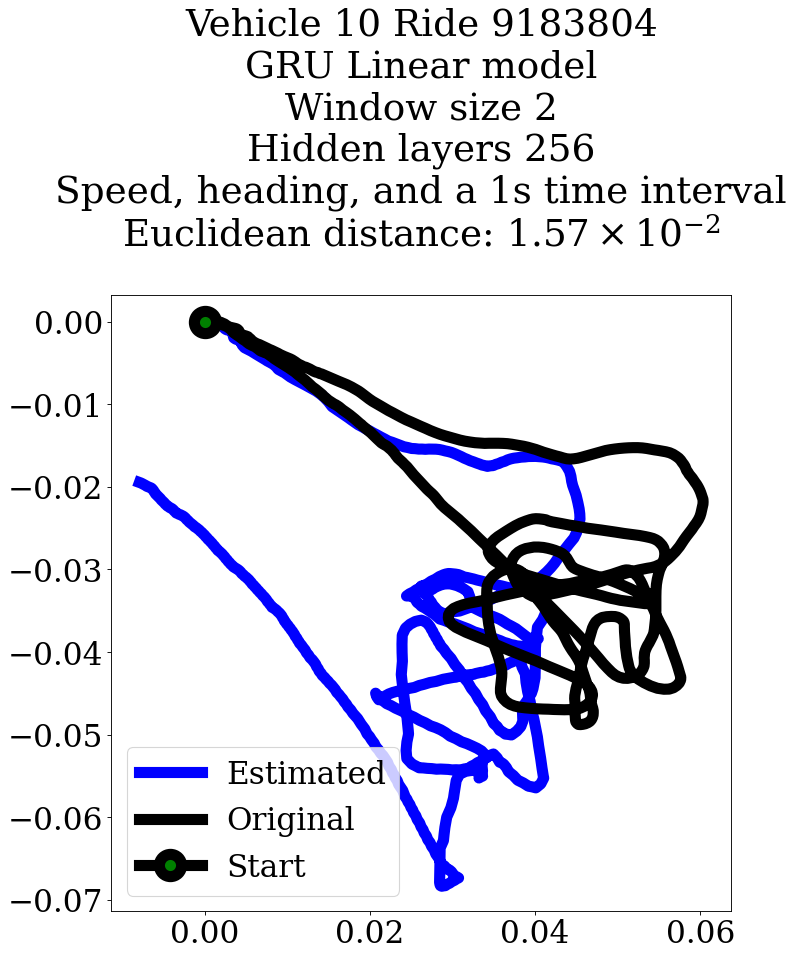 Vehicle 10 Ride 9183804
GRU Linear model
Window size 2
Hidden layers 256
Speed, heading, and a 1s time interval
Euclidean distance: 1.57 × 10⁻²
0.00
−0.01
−0.02
−0.03
−0.04
−0.05
−0.06
−0.07
Estimated
Original
Start
0.00 0.02 0.04 0.06